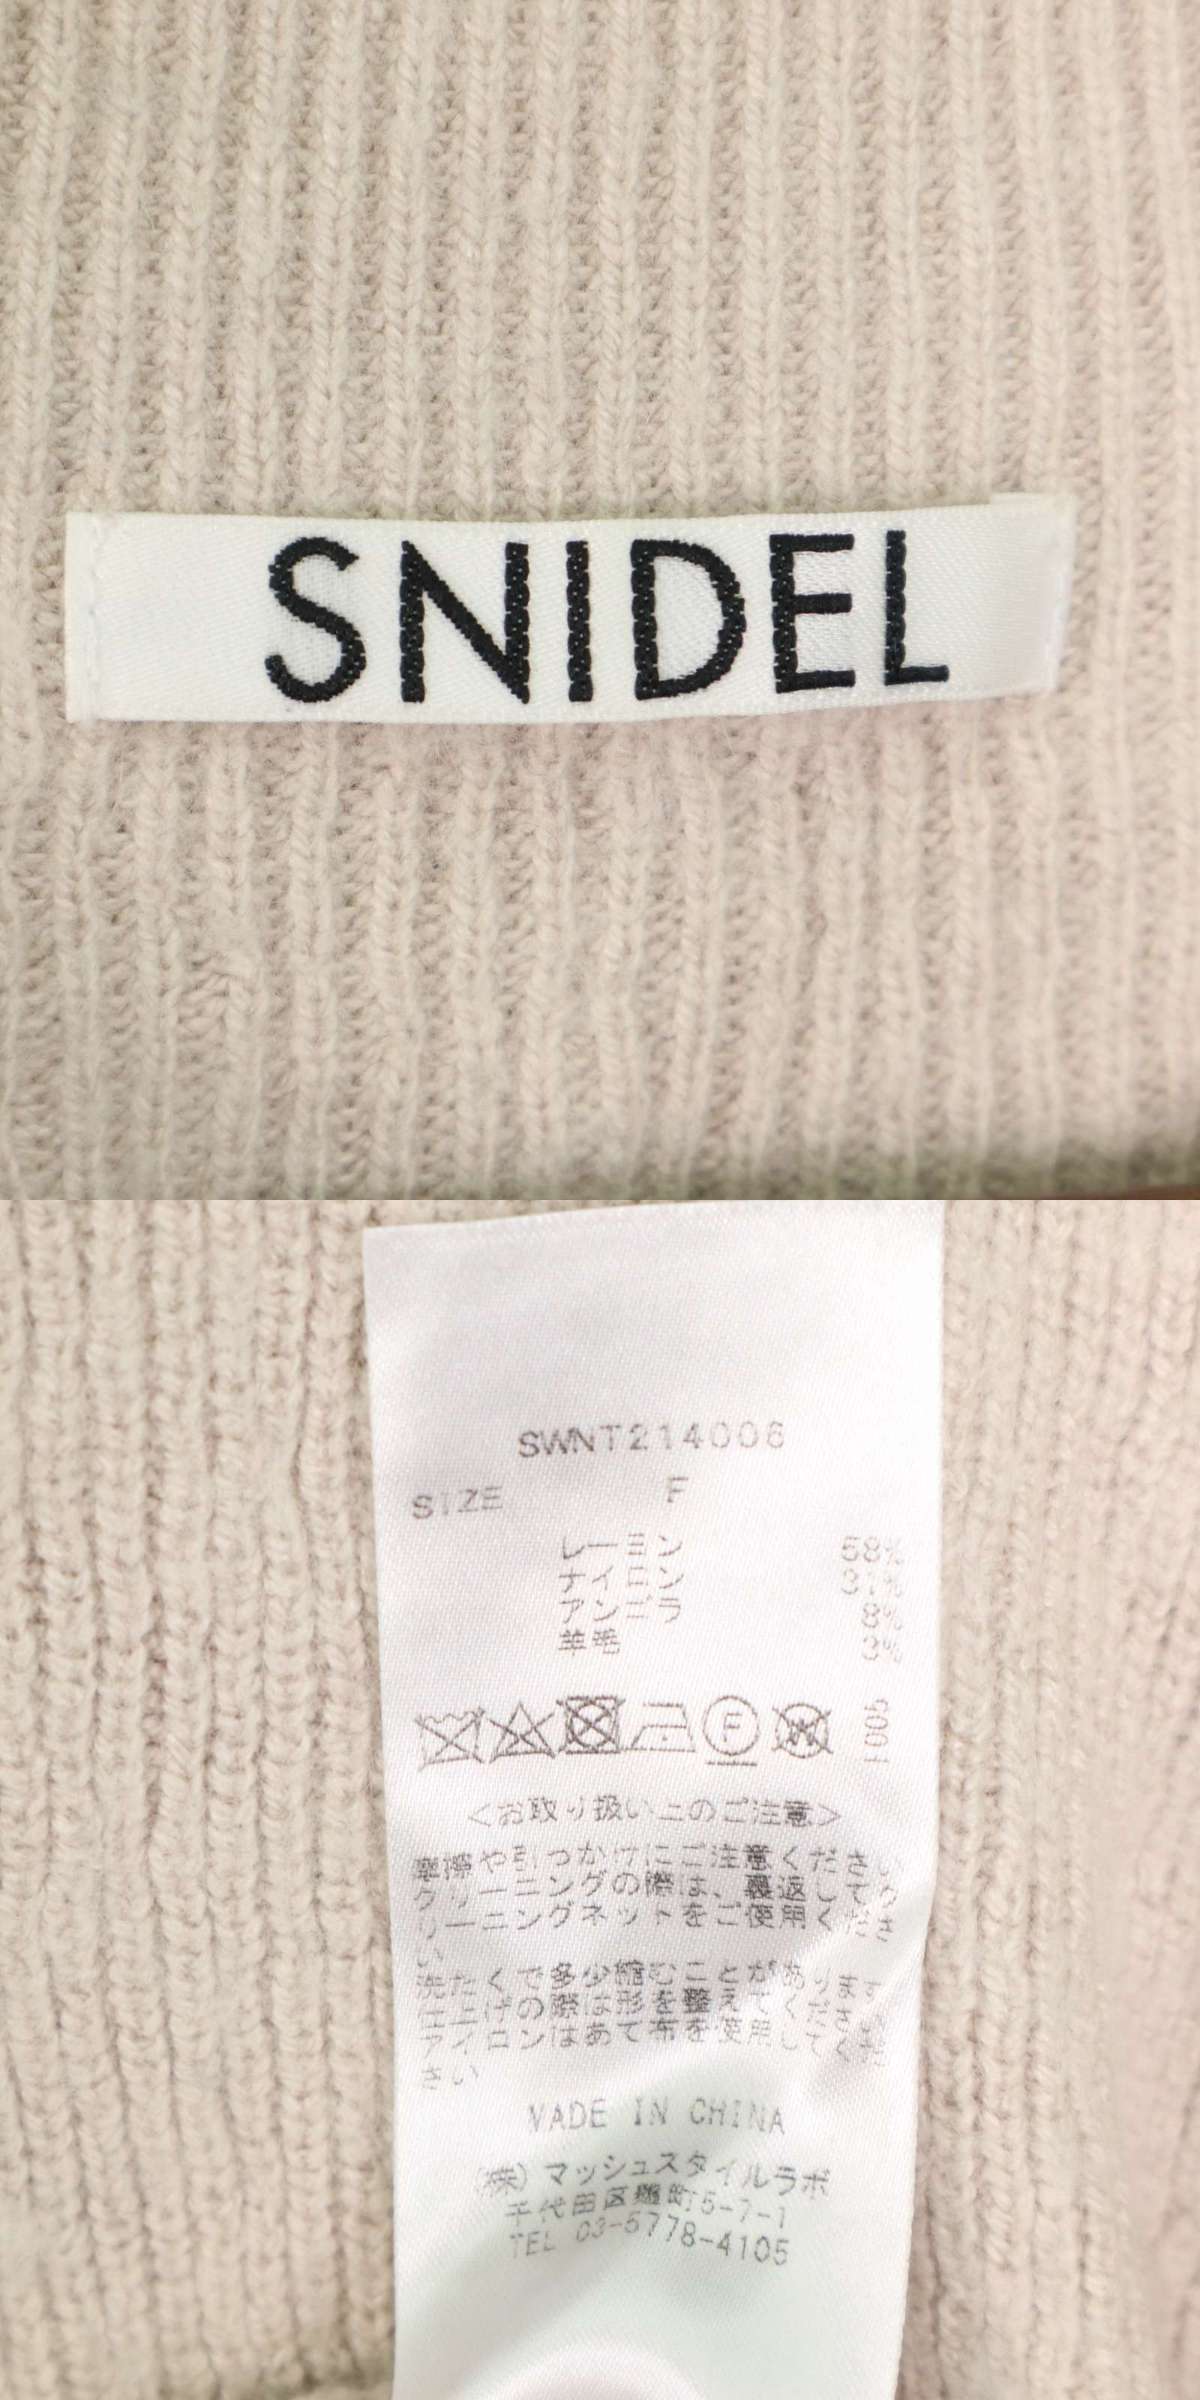 SNIDEL
SWNT214006
SIZE F
レーヨン 58%
ナイロン 31%
アンゴラ 8%
羊毛 3%
F
W
1005
<お取り扱い上のご注意>
摩擦や引っかけにご注意ください
クリーニングの際は、裏返しでク
リーニングネットをご使用くださ
い
洗たくで多少縮むことがあります
仕上げの際は形を整えてください
アイロンはあて布を使用してくだ
さい
MADE IN CHINA
(株)マッシュスタイルラボ
千代田区麹町5-7-1
TEL 03-5778-4105